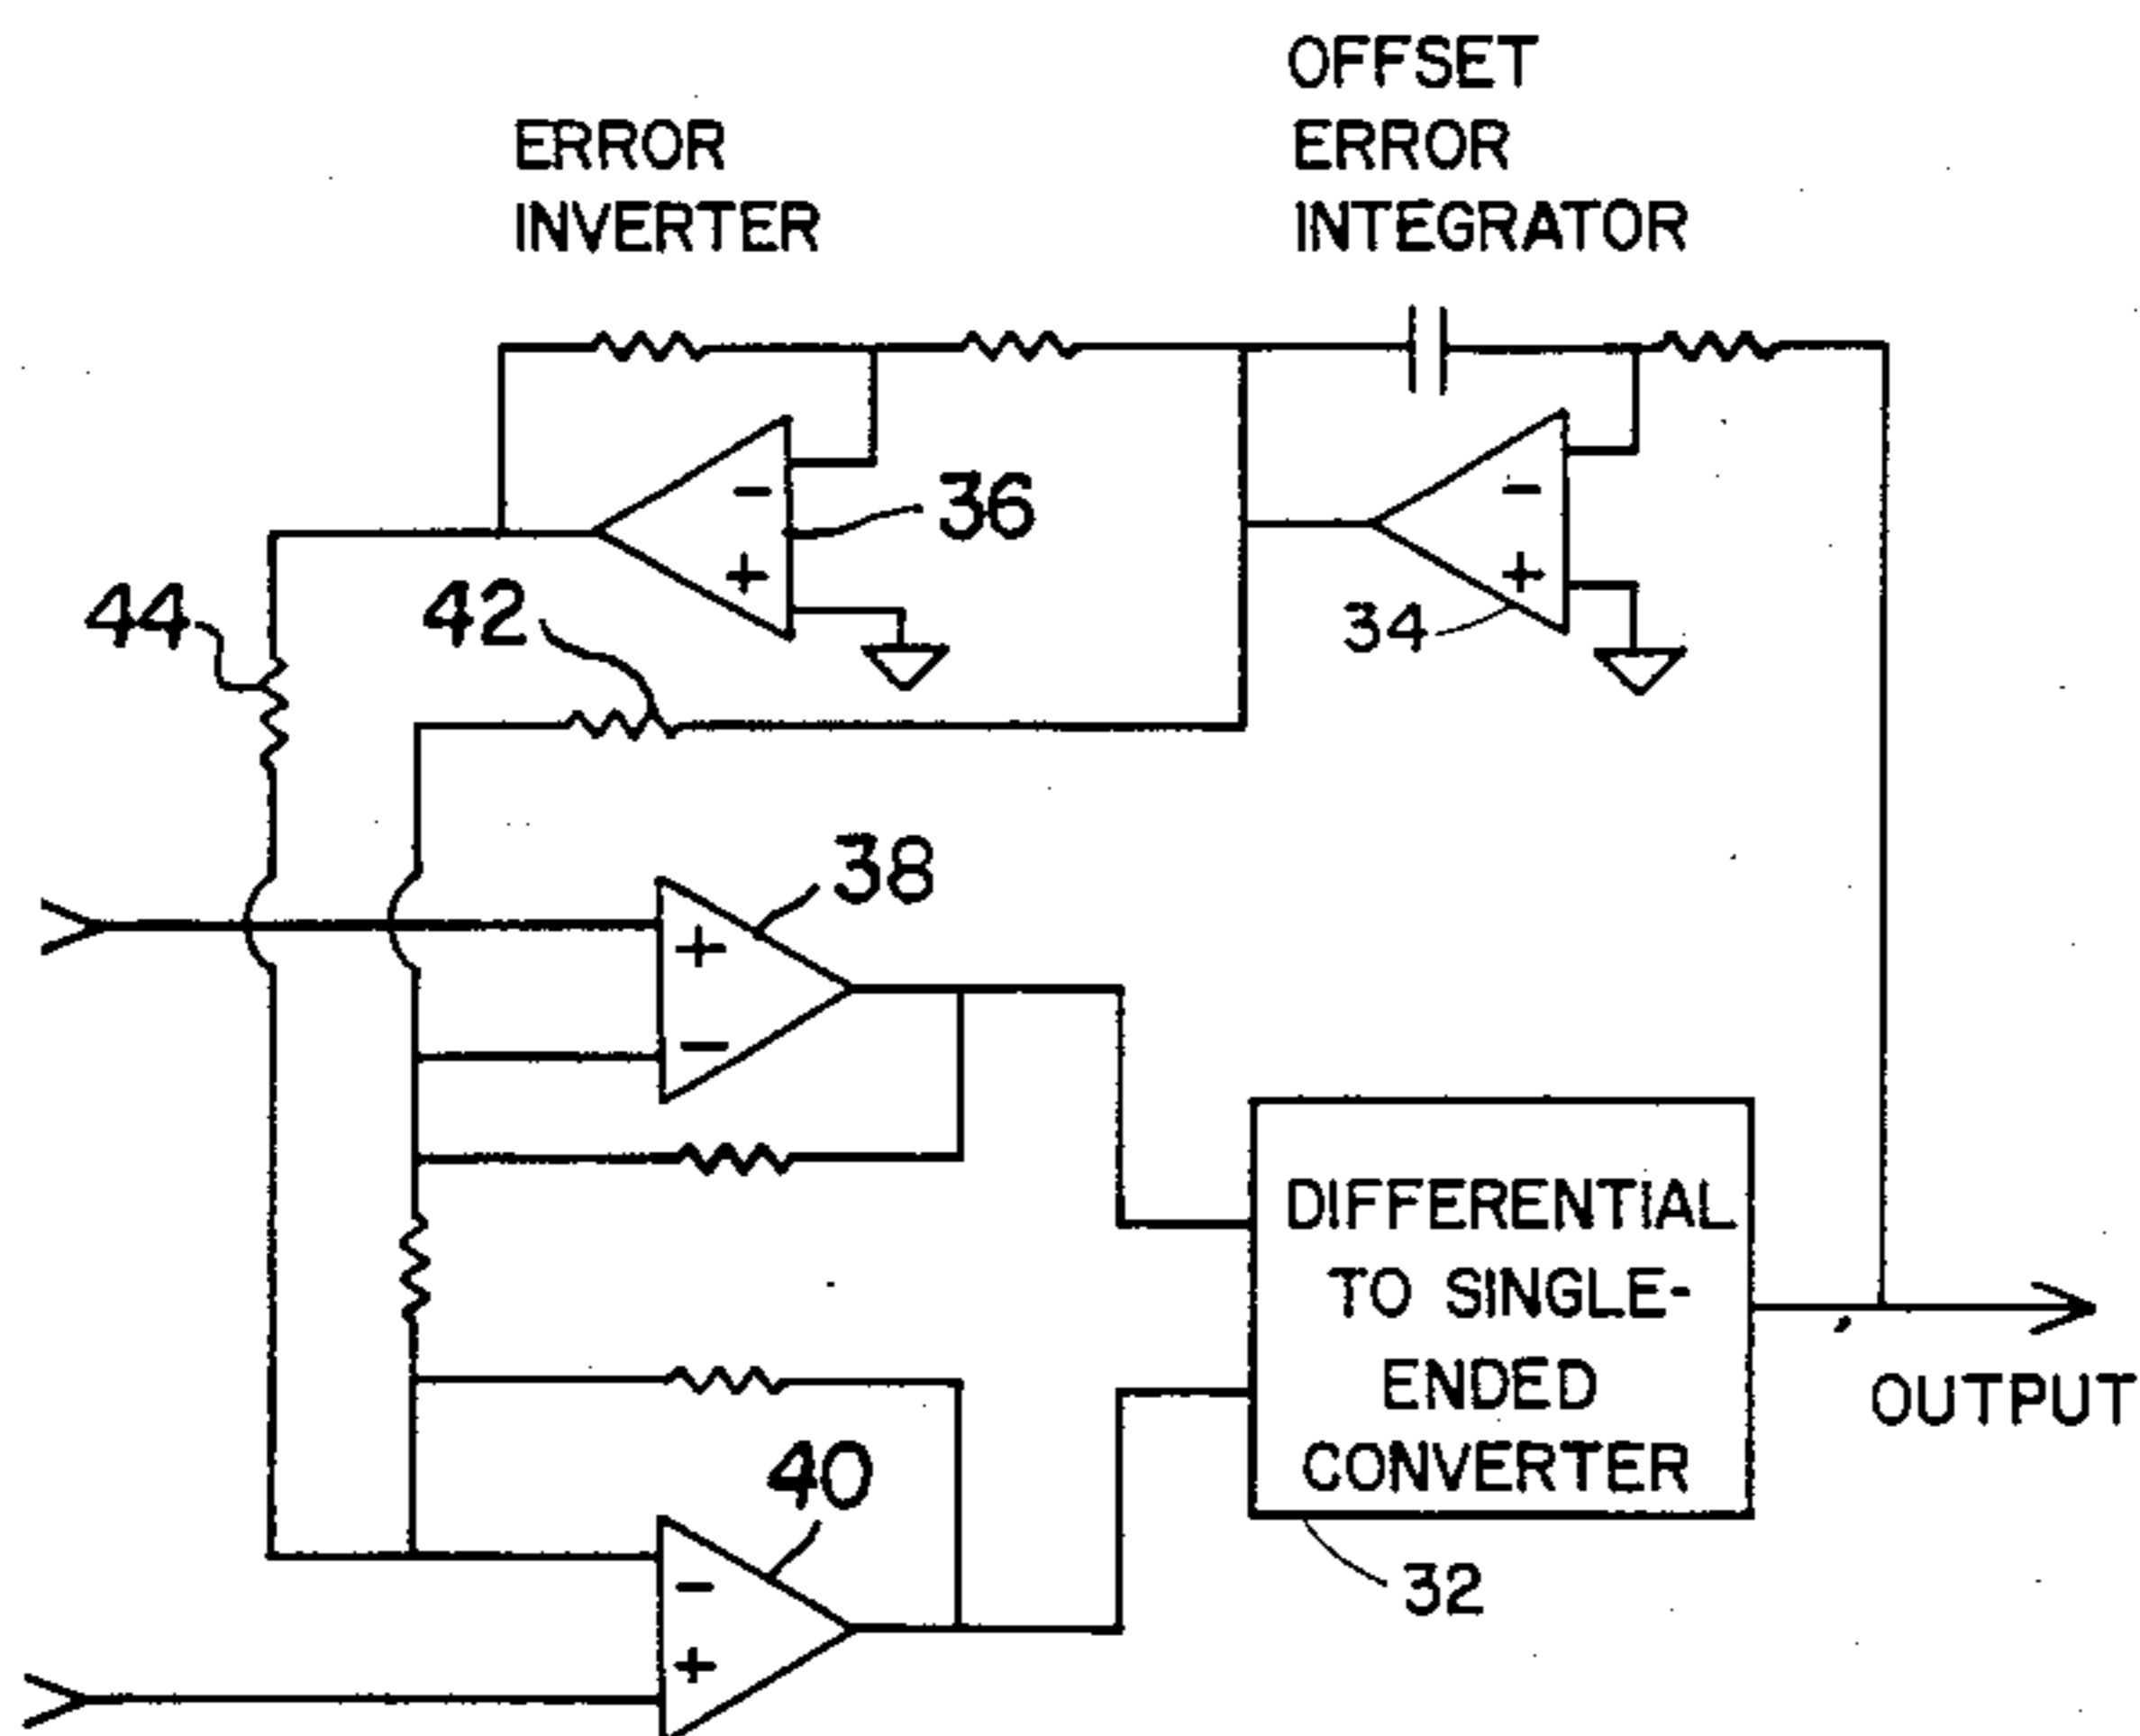 OFFSET
ERROR
INTEGRATOR
ERROR
INVERTER
-
+
36
-
+
34
44
42
+
-
38
DIFFERENTIAL
TO SINGLE-
ENDED
CONVERTER
OUTPUT
40
-
+
32